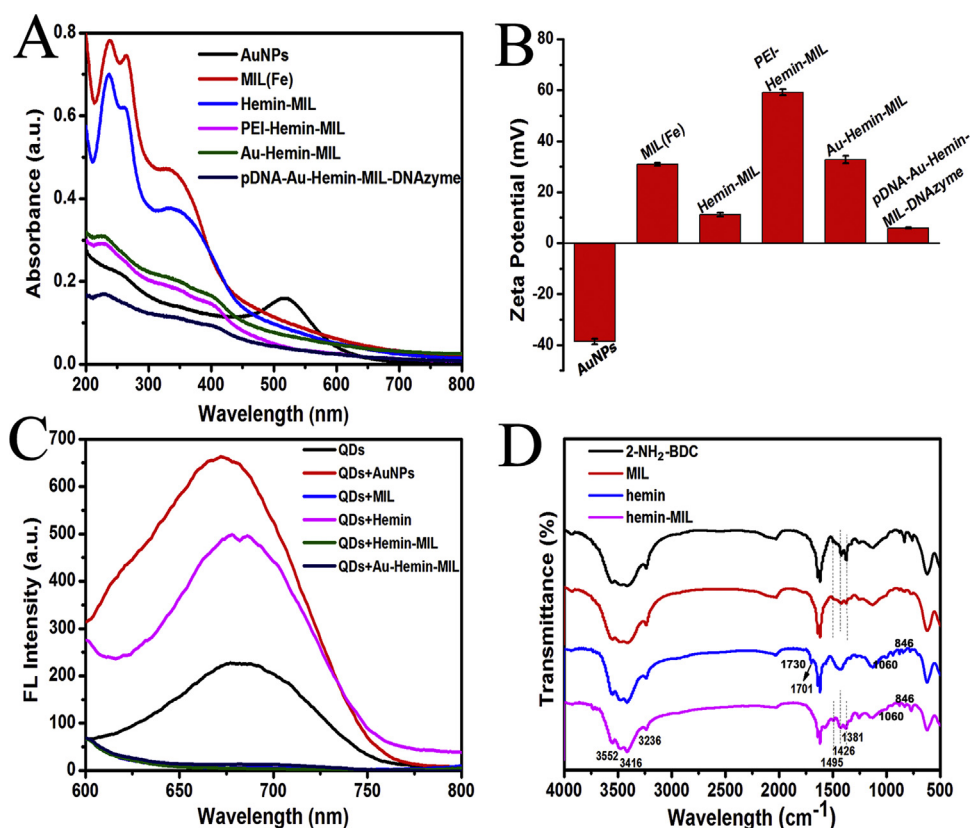 A
0.8
0.6
0.4
0.2
0.0
Absorbance (a.u.)
AuNPs
MIL(Fe)
Hemin-MIL
PEI-Hemin-MIL
Au-Hemin-MIL
pDNA-Au-Hemin-MIL-DNAzyme
200 300 400 500 600 700 800
Wavelength (nm)
B
80
60
40
20
0
-20
-40
Zeta Potential (mV)
AuNPs
MIL(Fe)
Hemin-MIL
PEI-
Hemin-MIL
Au-Hemin-MIL
pDNA-Au-Hemin-
MIL-DNAzyme
C
700
600
500
400
300
200
100
0
FL Intensity (a.u.)
QDs
QDs+AuNPs
QDs+MIL
QDs+Hemin
QDs+Hemin-MIL
QDs+Au-Hemin-MIL
600 650 700 750 800
Wavelength (nm)
D
Transmittance (%)
2-NH₂-BDC
MIL
hemin
hemin-MIL
846
1730
1060
1701
846
1060
3236
1381
3552
1426
3416
1495
4000 3500 3000 2500 2000 1500 1000 500
Wavelength (cm⁻¹)